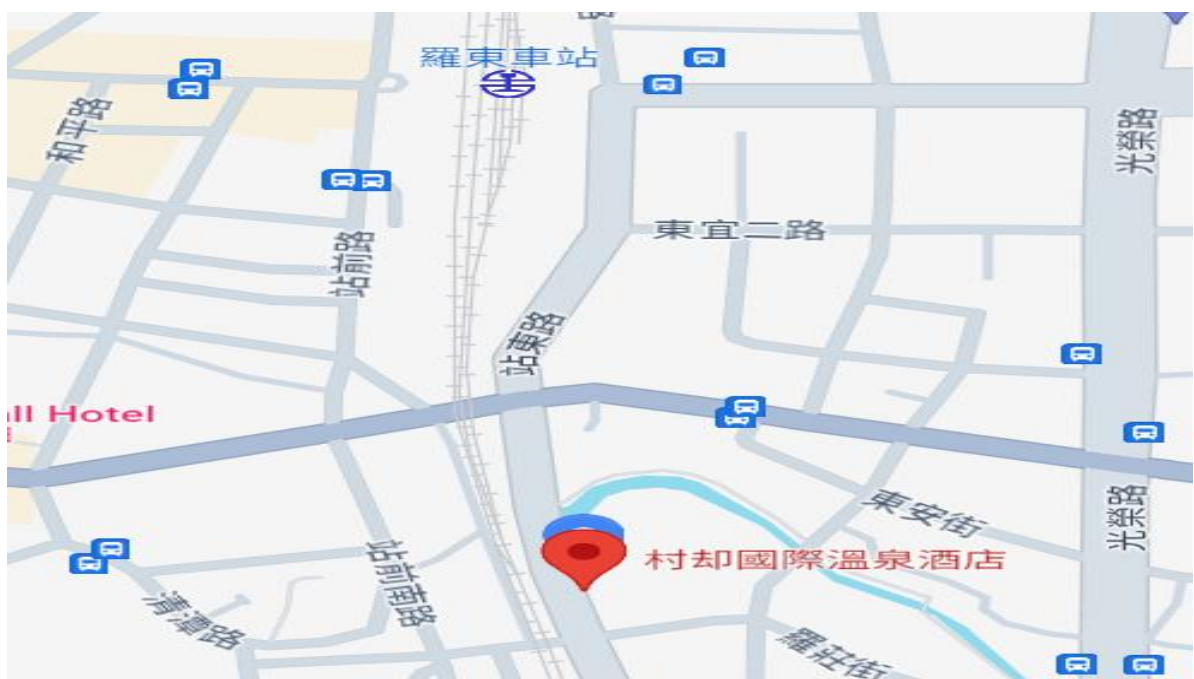 羅東車站
和平路
光榮路
東宜二路
站前路
站東路
all Hotel
東安街
光榮路
村却國際溫泉酒店
站前南路
清潭路
羅莊街